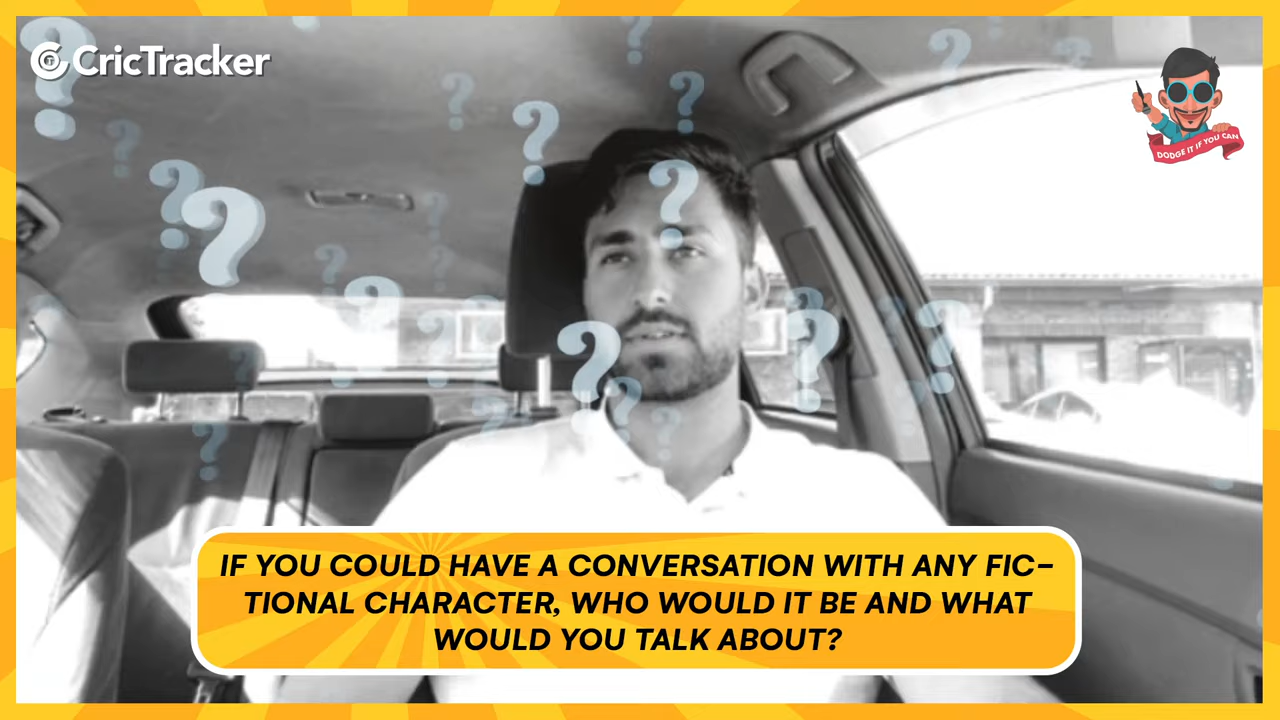 CricTracker
DODGE IT IF YOU CAN
IF YOU COULD HAVE A CONVERSATION WITH ANY FIC-
TIONAL CHARACTER, WHO WOULD IT BE AND WHAT
WOULD YOU TALK ABOUT?